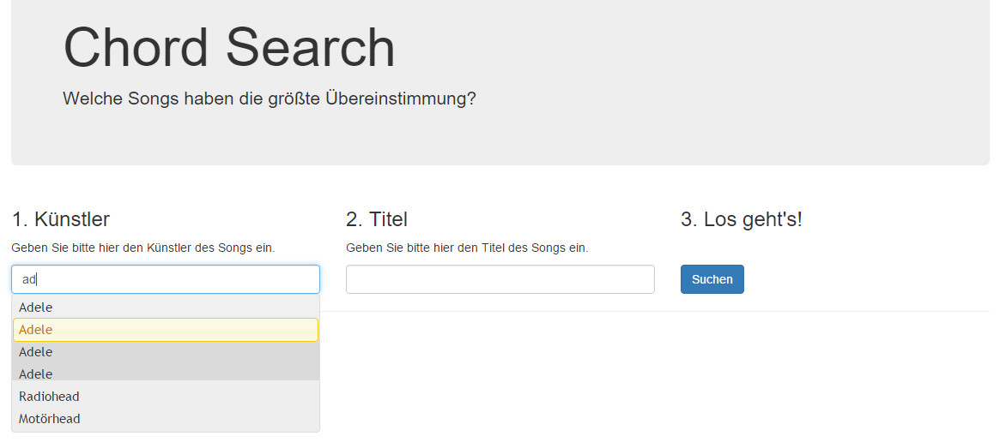 Chord Search
Welche Songs haben die größte Übereinstimmung?
1. Künstler
Geben Sie bitte hier den Künstler des Songs ein.
ad
Adele
Adele
Adele
Adele
Radiohead
Motörhead
2. Titel
Geben Sie bitte hier den Titel des Songs ein.
3. Los geht's!
Suchen